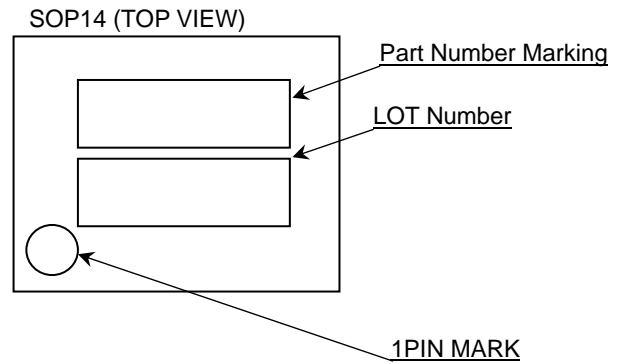 SOP14 (TOP VIEW)
Part Number Marking
LOT Number
1PIN MARK